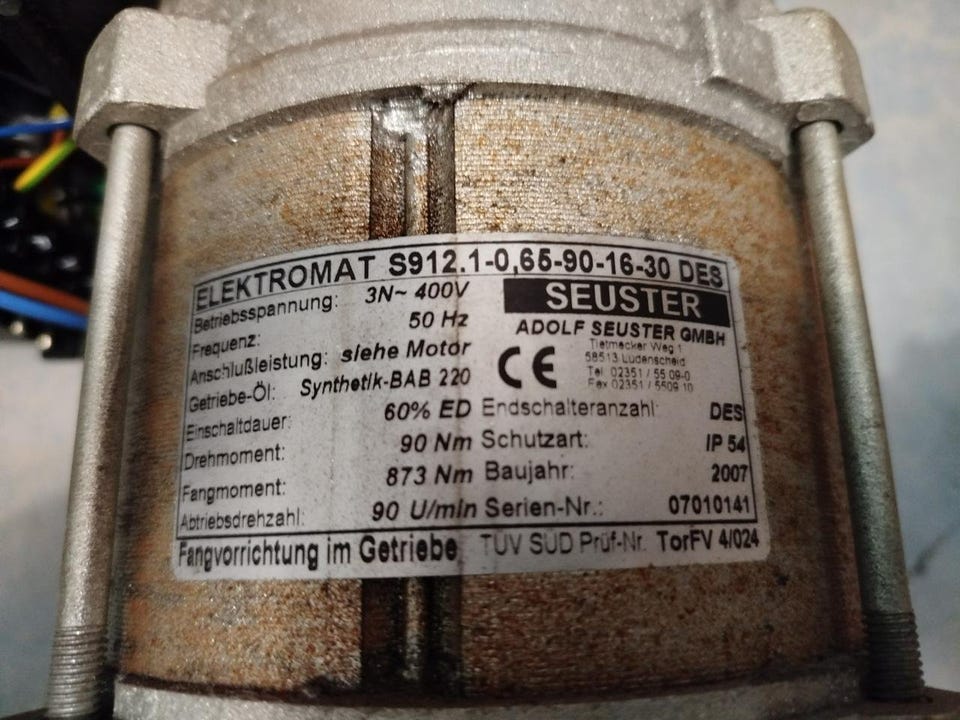 ELEKTROMAT S912.1-0,65-90-16-30 DES
Betriebsspannung: 3N~ 400V
Frequenz: 50 Hz
Anschlußleistung: siehe Motor
Getriebe-Öl: Synthetik-BAB 220
SEUSTER
ADOLF SEUSTER GMBH
Tietmecker Weg 1
58513 Lüdenscheid
Tel. 02351 / 55 09-0
Fax 02351 / 5509 10
CE
Einschaltdauer: 60% ED Endschalteranzahl: DES
Drehmoment: 90 Nm Schutzart: IP 54
Fangmoment: 873 Nm Baujahr: 2007
Abtriebsdrehzahl: 90 U/min Serien-Nr.: 07010141
Fangvorrichtung im Getriebe TÜV SÜD Prüf-Nr. TorFV 4/024